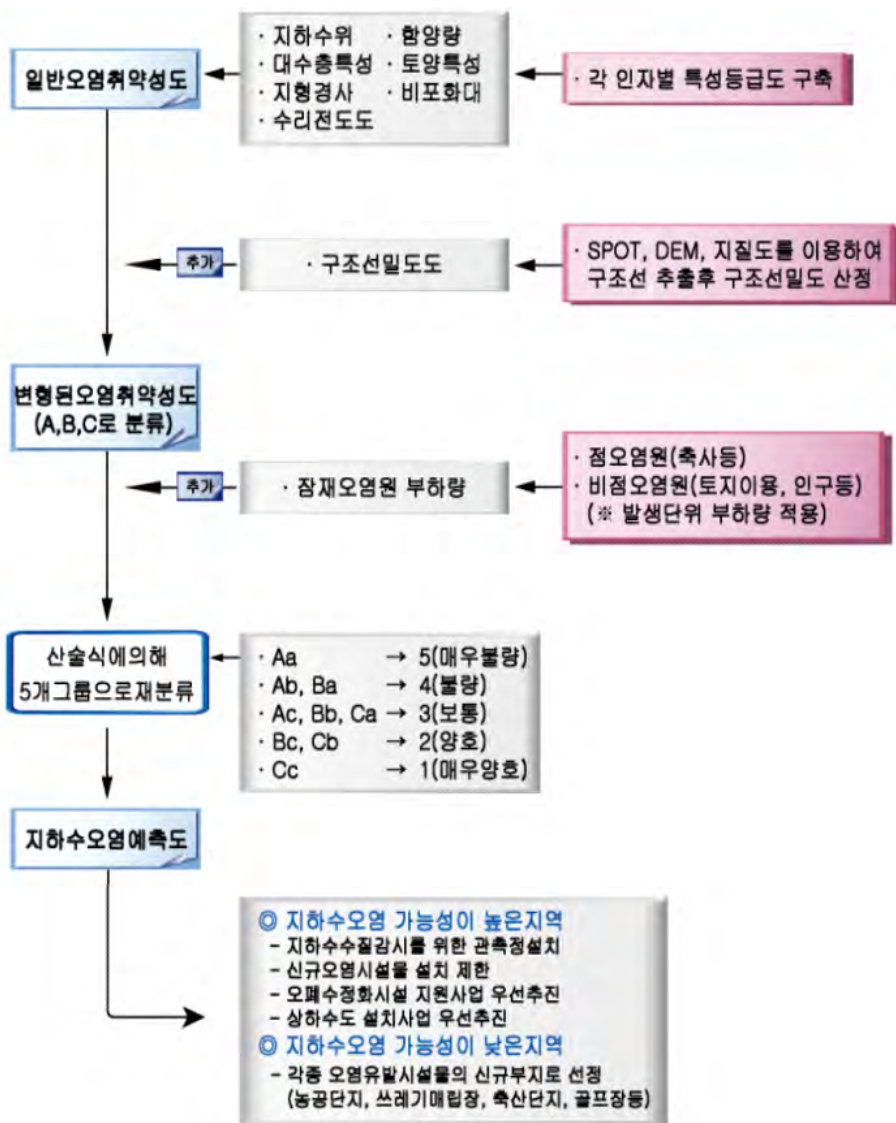 일반오염취약성도
· 지하수위 · 함양량
· 대수층특성 · 토양특성
· 지형경사 · 비포화대
· 수리전도도
· 각 인자별 특성등급도 구축
추가
· 구조선밀도도
· SPOT, DEM, 지질도를 이용하여
구조선 추출후 구조선밀도 산정
변형된오염취약성도
(A,B,C로 분류)
추가
· 잠재오염원 부하량
· 점오염원(축사등)
· 비점오염원(토지이용, 인구등)
(※ 발생단위 부하량 적용)
산술식에의해
5개그룹으로재분류
· Aa → 5(매우불량)
· Ab, Ba → 4(불량)
· Ac, Bb, Ca → 3(보통)
· Bc, Cb → 2(양호)
· Cc → 1(매우양호)
지하수오염예측도
◎ 지하수오염 가능성이 높은지역
- 지하수수질감시를 위한 관측정설치
- 신규오염시설물 설치 제한
- 오폐수정화시설 지원사업 우선추진
- 상하수도 설치사업 우선추진
◎ 지하수오염 가능성이 낮은지역
- 각종 오염유발시설물의 신규부지로 선정
(농공단지, 쓰레기매립장, 축산단지, 골프장등)